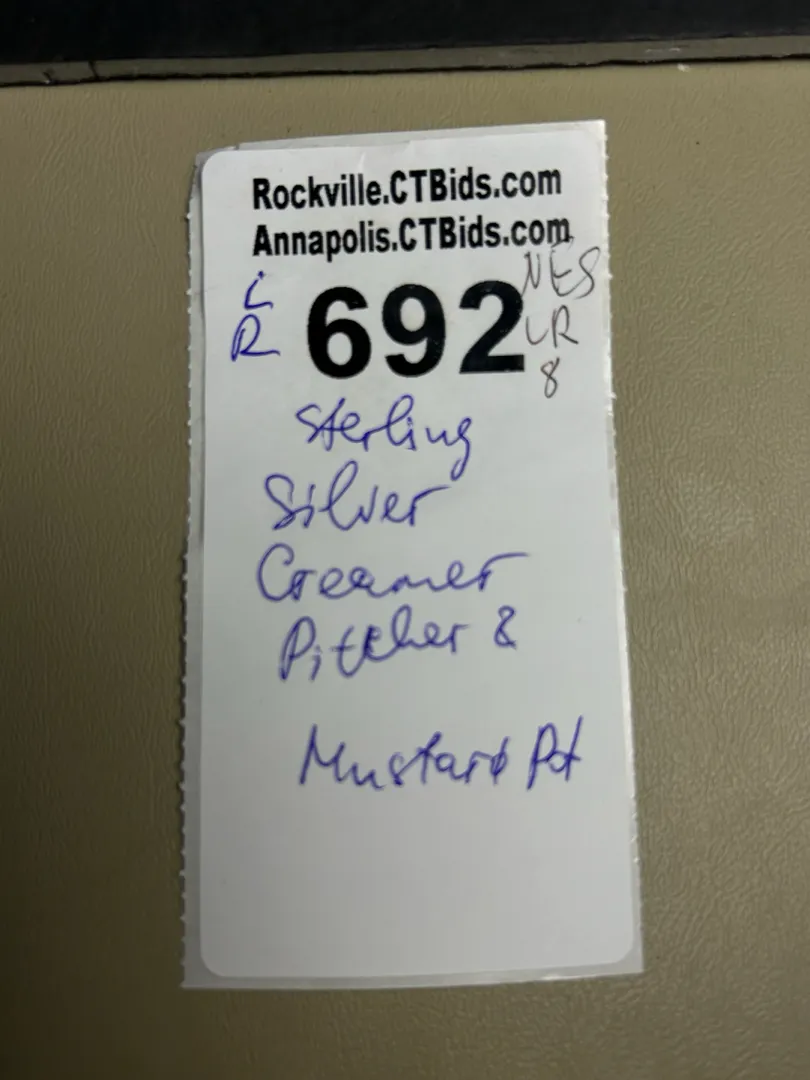 Rockville.CTBids.com
Annapolis.CTBids.com
L
R
692
NES
LR
8
Sterling
Silver
Creamer
Pitcher &
Mustard Pot